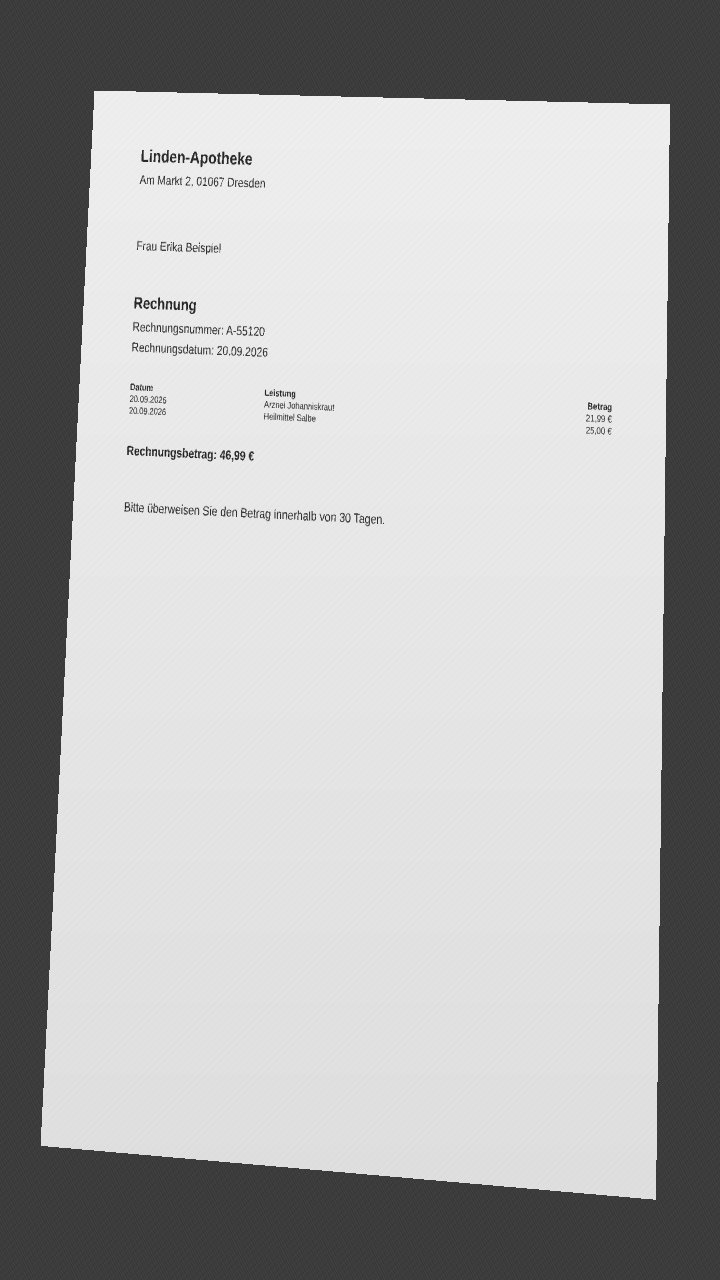 Linden-Apotheke
Am Markt 2, 01067 Dresden
Frau Erika Beispiel
Rechnung
Rechnungsnummer: A-55120
Rechnungsdatum: 20.09.2026
Datum Leistung Betrag
20.09.2026 Arznei Johanniskraut 21,99 €
20.09.2026 Heilmittel Salbe 25,00 €
Rechnungsbetrag: 46,99 €
Bitte überweisen Sie den Betrag innerhalb von 30 Tagen.